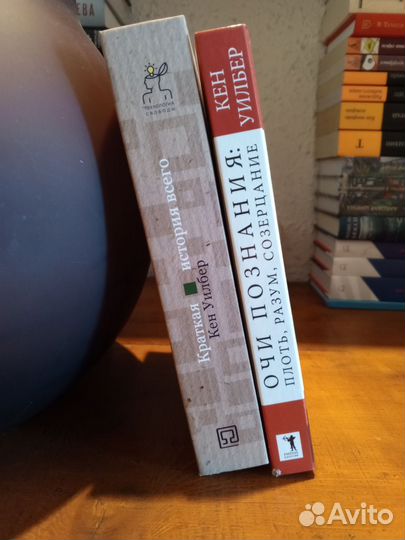 ТЕХНОЛОГИЯ
СВОБОДЫ
Краткая история всего
Кен Уилбер
КЕН
УИЛБЕР
ОЧИ ПОЗНАНИЯ:
ПЛОТЬ, РАЗУМ, СОЗЕРЦАНИЕ
Avito